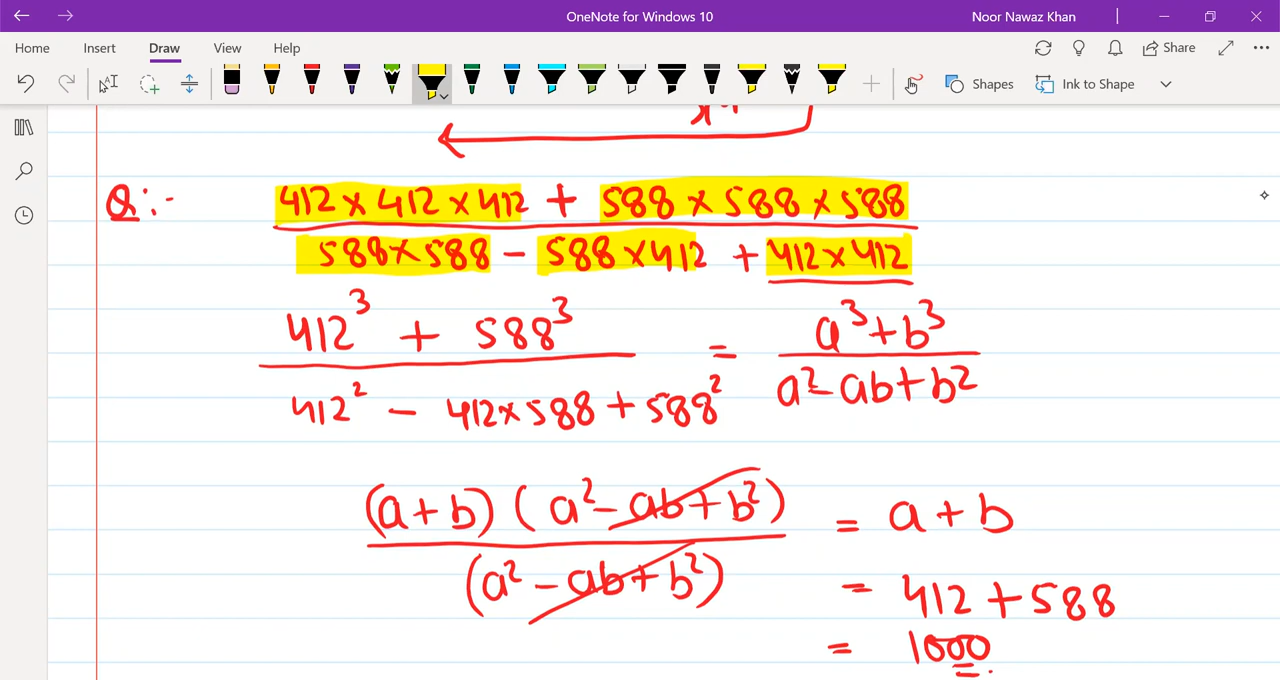 OneNote for Windows 10
Noor Nawaz Khan
Home Insert Draw View Help
Share
Shapes
Ink to Shape
Q:-
412 × 412 × 412 + 588 × 588 × 588
588 × 588 - 588 × 412 + 412 × 412
412³ + 588³ = a³ + b³
412² - 412 × 588 + 588² a² - ab + b²
(a + b) (a² - ab + b²) = a + b
(a² - ab + b²)
= 412 + 588
= 1000